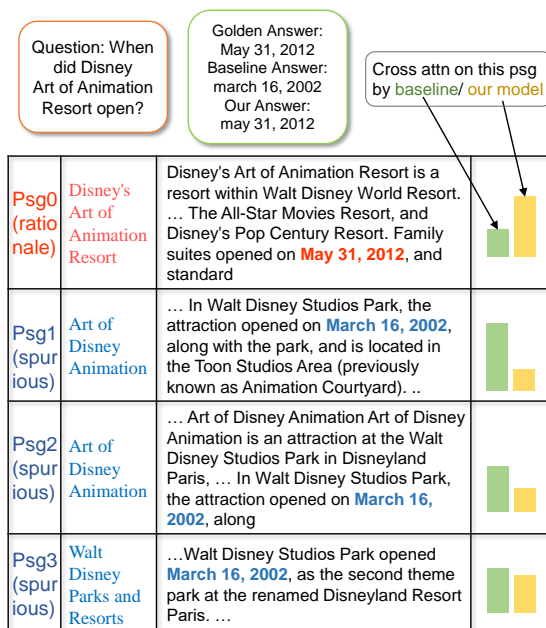 Question: When
did Disney
Art of Animation
Resort open?
Golden Answer:
May 31, 2012
Baseline Answer:
march 16, 2002
Our Answer:
may 31, 2012
Cross attn on this psg
by baseline/ our model
Psg0
(ratio
nale)
Disney's
Art of
Animation
Resort
Disney's Art of Animation Resort is a
resort within Walt Disney World Resort.
… The All-Star Movies Resort, and
Disney's Pop Century Resort. Family
suites opened on May 31, 2012, and
standard
Psg1
(spur
ious)
Art of
Disney
Animation
… In Walt Disney Studios Park, the
attraction opened on March 16, 2002,
along with the park, and is located in
the Toon Studios Area (previously
known as Animation Courtyard). ..
Psg2
(spur
ious)
Art of
Disney
Animation
… Art of Disney Animation Art of Disney
Animation is an attraction at the Walt
Disney Studios Park in Disneyland
Paris, … In Walt Disney Studios Park,
the attraction opened on March 16,
2002, along
Psg3
(spur
ious)
Walt
Disney
Parks and
Resorts
…Walt Disney Studios Park opened
March 16, 2002, as the second theme
park at the renamed Disneyland Resort
Paris. …